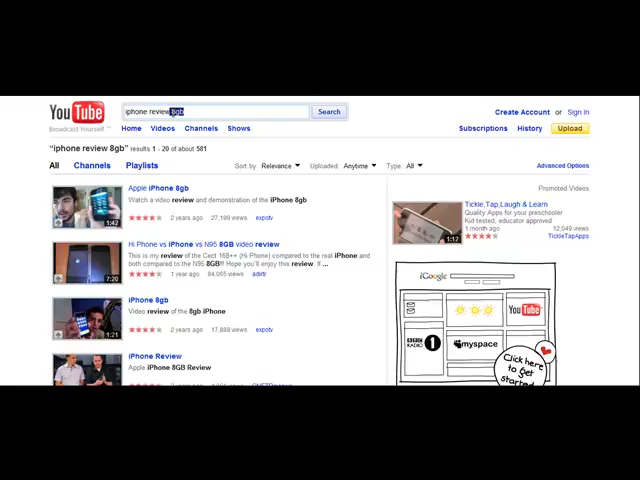 YouTube
Broadcast Yourself ™
iphone review 8gb
Search
Create Account or Sign In
Home Videos Channels Shows
Subscriptions History Upload
“iphone review 8gb” results 1 - 20 of about 581
All Channels Playlists
Sort by: Relevance Uploaded: Anytime Type: All
Advanced Options
Apple iPhone 8gb
Watch a video review and demonstration of the iPhone 8gb
2 years ago 27,199 views expotv
1:42
Hi Phone vs iPhone vs N95 8GB video review
This is my review of the Cect 168++ (Hi Phone) compared to the real iPhone and
both compared to the N95 8GB!!! Hope you'll enjoy this review. If ...
1 year ago views
7:20
iPhone 8gb
Video review of the 8gb iPhone
2 years ago 17,889 views expotv
1:21
iPhone Review
Apple iPhone 8GB Review
Promoted Videos
Tickle,Tap,Laugh & Learn
Quality Apps for your preschooler
Kid tested, educator approved
1 month ago 12,049 views
TickleTapApps
1:12
iGoogle
YouTube
BBC
RADIO 1
myspace
Click here
to get
started